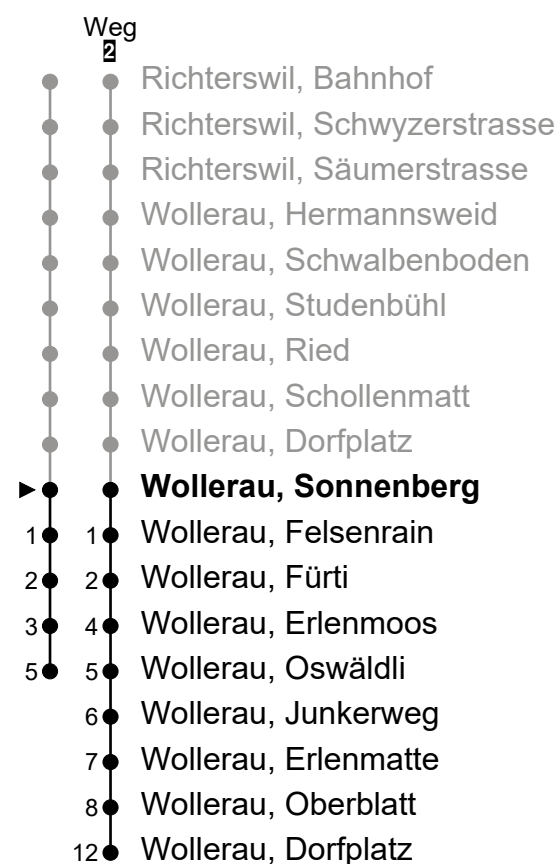 Weg
2
Richterswil, Bahnhof
Richterswil, Schwyzerstrasse
Richterswil, Säumerstrasse
Wollerau, Hermannsweid
Wollerau, Schwalbenboden
Wollerau, Studenbühl
Wollerau, Ried
Wollerau, Schollenmatt
Wollerau, Dorfplatz
Wollerau, Sonnenberg
1 1 Wollerau, Felsenrain
2 2 Wollerau, Fürti
3 4 Wollerau, Erlenmoos
5 5 Wollerau, Oswäldli
6 Wollerau, Junkerweg
7 Wollerau, Erlenmatte
8 Wollerau, Oberblatt
12 Wollerau, Dorfplatz